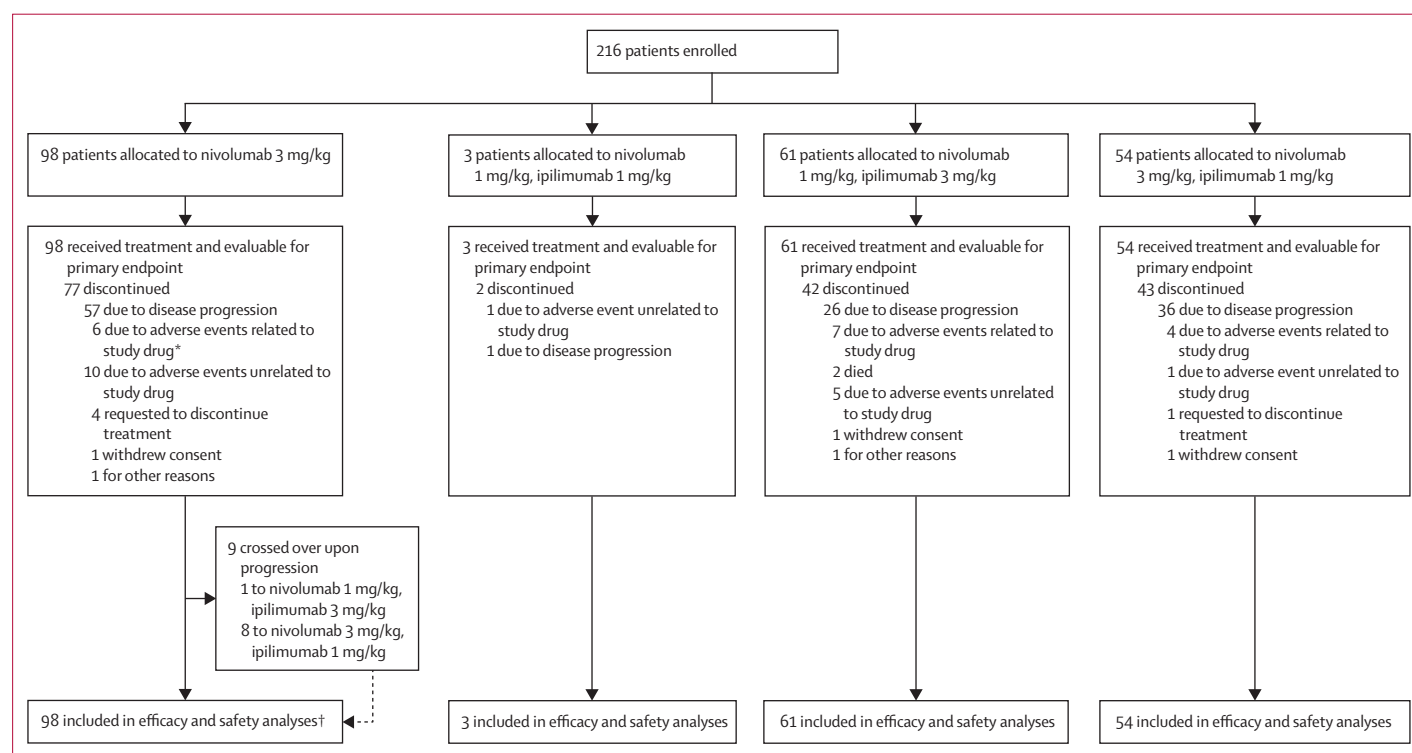 216 patients enrolled
98 patients allocated to nivolumab 3 mg/kg
3 patients allocated to nivolumab
1 mg/kg, ipilimumab 1 mg/kg
61 patients allocated to nivolumab
1 mg/kg, ipilimumab 3 mg/kg
54 patients allocated to nivolumab
3 mg/kg, ipilimumab 1 mg/kg
98 received treatment and evaluable for
primary endpoint
77 discontinued
57 due to disease progression
6 due to adverse events related to
study drug*
10 due to adverse events unrelated to
study drug
4 requested to discontinue
treatment
1 withdrew consent
1 for other reasons
3 received treatment and evaluable for
primary endpoint
2 discontinued
1 due to adverse event unrelated to
study drug
1 due to disease progression
61 received treatment and evaluable for
primary endpoint
42 discontinued
26 due to disease progression
7 due to adverse events related to
study drug
2 died
5 due to adverse events unrelated
to study drug
1 withdrew consent
1 for other reasons
54 received treatment and evaluable for
primary endpoint
43 discontinued
36 due to disease progression
4 due to adverse events related to
study drug
1 due to adverse event unrelated to
study drug
1 requested to discontinue
treatment
1 withdrew consent
9 crossed over upon
progression
1 to nivolumab 1 mg/kg,
ipilimumab 3 mg/kg
8 to nivolumab 3 mg/kg,
ipilimumab 1 mg/kg
98 included in efficacy and safety analyses†
3 included in efficacy and safety analyses
61 included in efficacy and safety analyses
54 included in efficacy and safety analyses